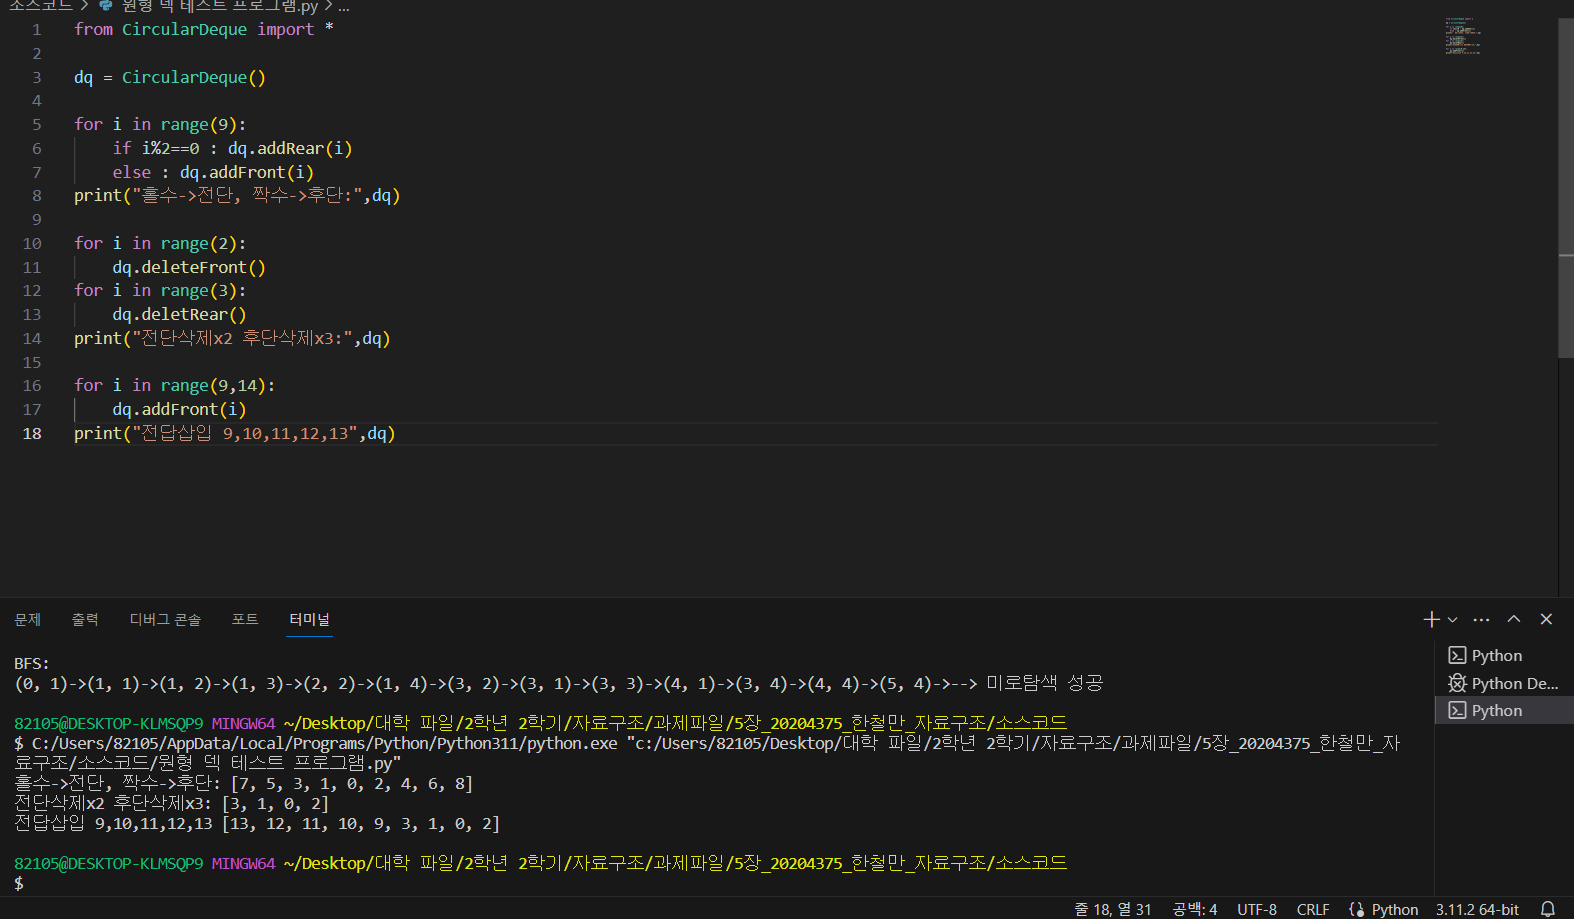 소스코드 > 원형 덱 테스트 프로그램.py > ...
1 from CircularDeque import *
2
3 dq = CircularDeque()
4
5 for i in range(9):
6 if i%2==0 : dq.addRear(i)
7 else : dq.addFront(i)
8 print("홀수->전단, 짝수->후단:",dq)
9
10 for i in range(2):
11 dq.deleteFront()
12 for i in range(3):
13 dq.deletRear()
14 print("전단삭제x2 후단삭제x3:",dq)
15
16 for i in range(9,14):
17 dq.addFront(i)
18 print("전답삽입 9,10,11,12,13",dq)
문제 출력 디버그 콘솔 포트 터미널
BFS:
(0, 1)->(1, 1)->(1, 2)->(1, 3)->(2, 2)->(1, 4)->(3, 2)->(3, 1)->(3, 3)->(4, 1)->(3, 4)->(4, 4)->(5, 4)->--> 미로탐색 성공
82105@DESKTOP-KLMSQP9 MINGW64 ~/Desktop/대학 파일/2학년 2학기/자료구조/과제파일/5장_20204375_한철만_자료구조/소스코드
$ C:/Users/82105/AppData/Local/Programs/Python/Python311/python.exe "c:/Users/82105/Desktop/대학 파일/2학년 2학기/자료구조/과제파일/5장_20204375_한철만_자
료구조/소스코드/원형 덱 테스트 프로그램.py"
홀수->전단, 짝수->후단: [7, 5, 3, 1, 0, 2, 4, 6, 8]
전단삭제x2 후단삭제x3: [3, 1, 0, 2]
전답삽입 9,10,11,12,13 [13, 12, 11, 10, 9, 3, 1, 0, 2]
82105@DESKTOP-KLMSQP9 MINGW64 ~/Desktop/대학 파일/2학년 2학기/자료구조/과제파일/5장_20204375_한철만_자료구조/소스코드
$
Python
Python De...
Python
줄 18, 열 31 공백: 4 UTF-8 CRLF Python 3.11.2 64-bit